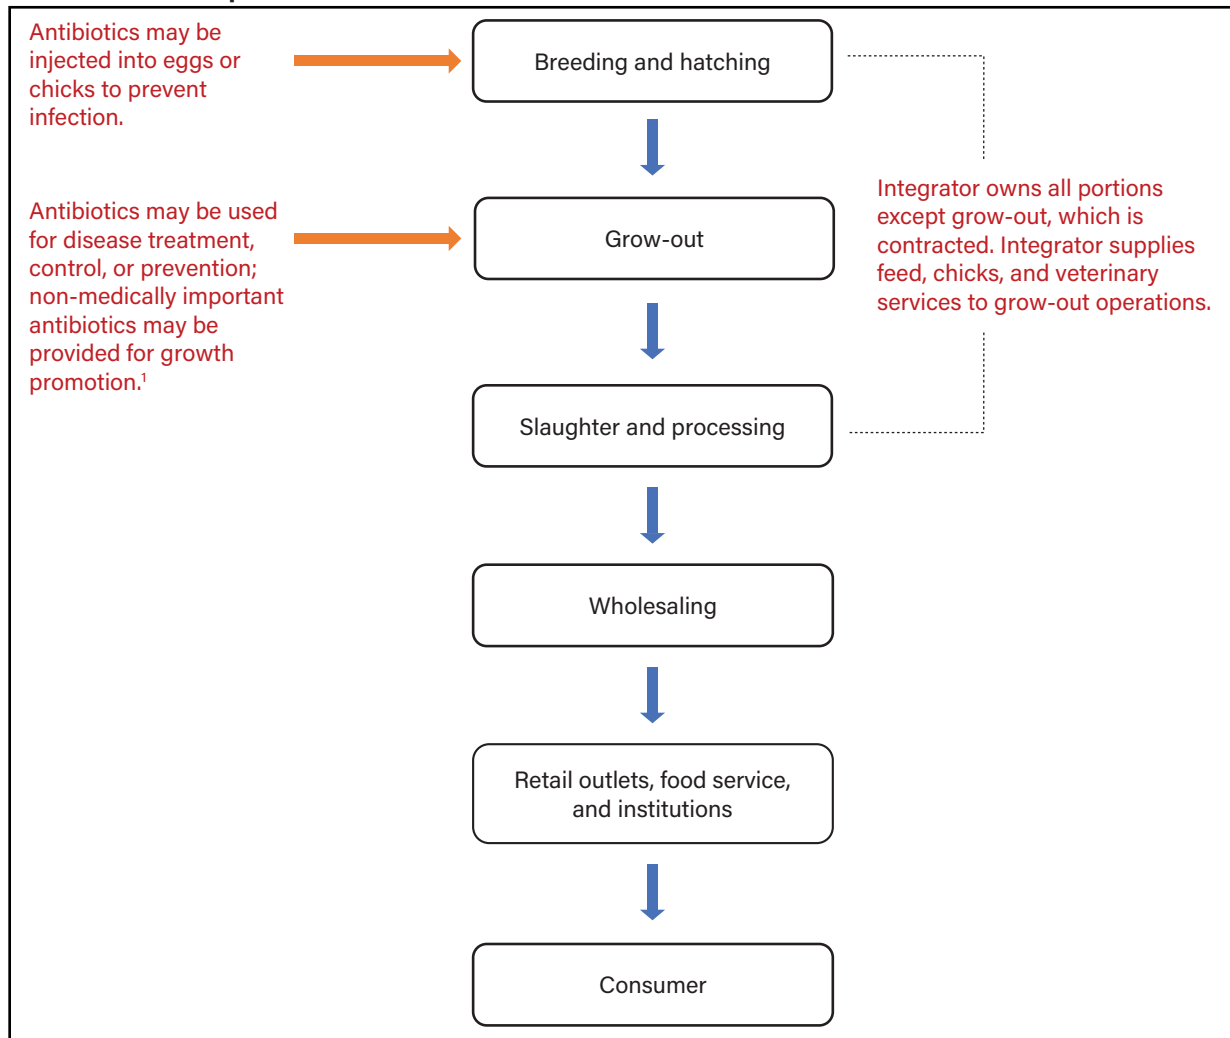 Antibiotics may be
injected into eggs or
chicks to prevent
infection.
Breeding and hatching
Antibiotics may be used
for disease treatment,
control, or prevention;
non-medically important
antibiotics may be
provided for growth
promotion.¹
Grow-out
Integrator owns all portions
except grow-out, which is
contracted. Integrator supplies
feed, chicks, and veterinary
services to grow-out operations.
Slaughter and processing
Wholesaling
Retail outlets, food service,
and institutions
Consumer